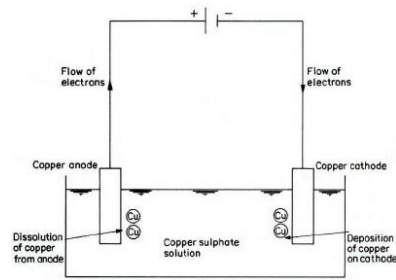 + −
Flow of
electrons
Flow of
electrons
Copper anode
Copper cathode
Cu
Cu
Cu
Cu
Dissolution
of copper
from anode
Copper sulphate
solution
Deposition
of copper
on cathode